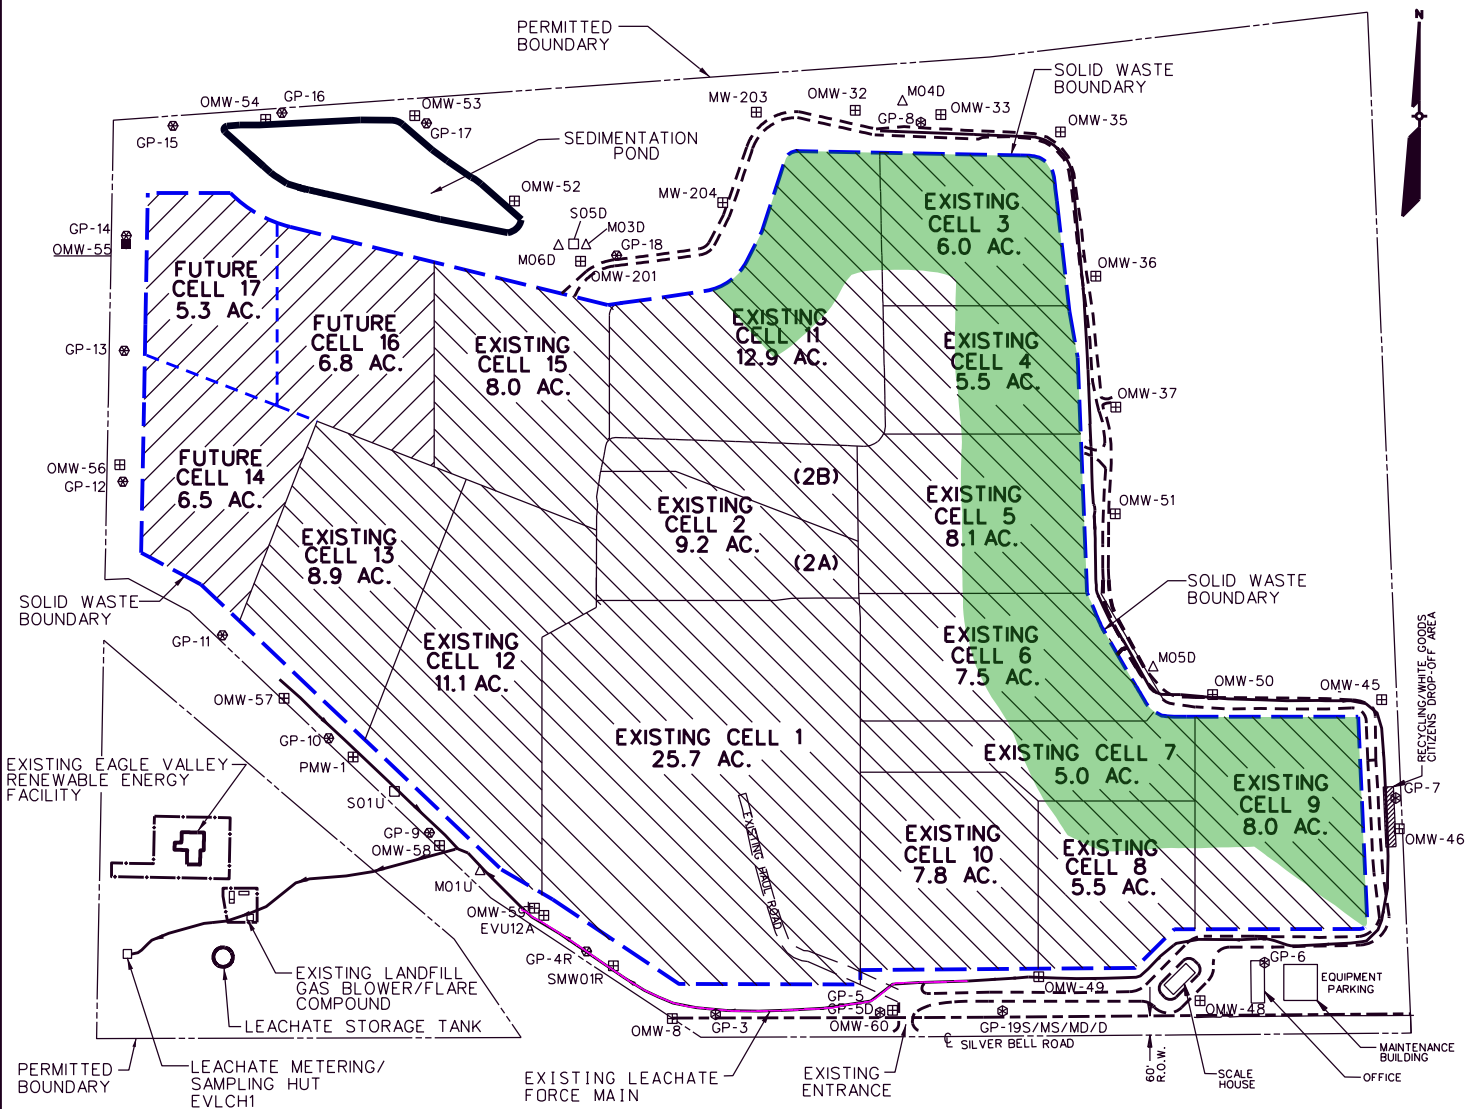 PERMITTED
BOUNDARY
N
SOLID WASTE
BOUNDARY
OMW-54
GP-16
OMW-53
MW-203
OMW-32
M04D
GP-8
OMW-33
OMW-35
GP-15
GP-17
SEDIMENTATION
POND
OMW-52
MW-204
S05D
M03D
GP-18
M06D
OMW-201
GP-14
OMW-55
EXISTING
CELL 3
6.0 AC.
FUTURE
CELL 17
5.3 AC.
OMW-36
FUTURE
CELL 16
6.8 AC.
EXISTING
CELL 15
8.0 AC.
EXISTING
CELL 11
12.9 AC.
EXISTING
CELL 4
5.5 AC.
GP-13
OMW-37
FUTURE
CELL 14
6.5 AC.
OMW-56
GP-12
(2B)
EXISTING
CELL 2
9.2 AC.
(2A)
EXISTING
CELL 5
8.1 AC.
OMW-51
EXISTING
CELL 13
8.9 AC.
SOLID WASTE
BOUNDARY
SOLID WASTE
BOUNDARY
GP-11
EXISTING
CELL 12
11.1 AC.
EXISTING
CELL 6
7.5 AC.
M05D
OMW-50
OMW-45
RECYCLING/WHITE GOODS
CITIZENS DROP-OFF AREA
OMW-57
GP-10
PMW-1
EXISTING CELL 1
25.7 AC.
EXISTING CELL 7
5.0 AC.
EXISTING EAGLE VALLEY
RENEWABLE ENERGY
FACILITY
S01U
EXISTING
CELL 9
8.0 AC.
GP-7
OMW-46
GP-9
OMW-58
EXISTING HAUL ROAD
EXISTING
CELL 10
7.8 AC.
EXISTING
CELL 8
5.5 AC.
M01U
OMW-59
EVU12A
GP-4R
SMW01R
GP-6
EXISTING LANDFILL
GAS BLOWER/FLARE
COMPOUND
EQUIPMENT
PARKING
OMW-49
GP-5
GP-5D
OMW-48
LEACHATE STORAGE TANK
OMW-8
GP-3
OMW-60
GP-19S/MS/MD/D
℄ SILVER BELL ROAD
MAINTENANCE
BUILDING
PERMITTED
BOUNDARY
LEACHATE METERING/
SAMPLING HUT
EVLCH1
EXISTING LEACHATE
FORCE MAIN
EXISTING
ENTRANCE
60'
R.O.W.
SCALE
HOUSE
OFFICE